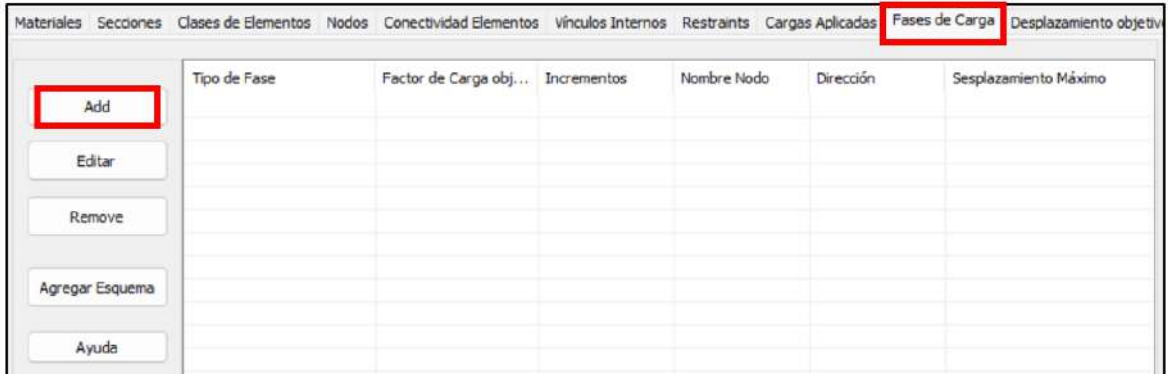 Materiales Secciones Clases de Elementos Nodos Conectividad Elementos Vínculos Internos Restraints Cargas Aplicadas Fases de Carga Desplazamiento objetiv
Tipo de Fase Factor de Carga obj... Incrementos Nombre Nodo Dirección Sesplazamiento Máximo
Add
Editar
Remove
Agregar Esquema
Ayuda